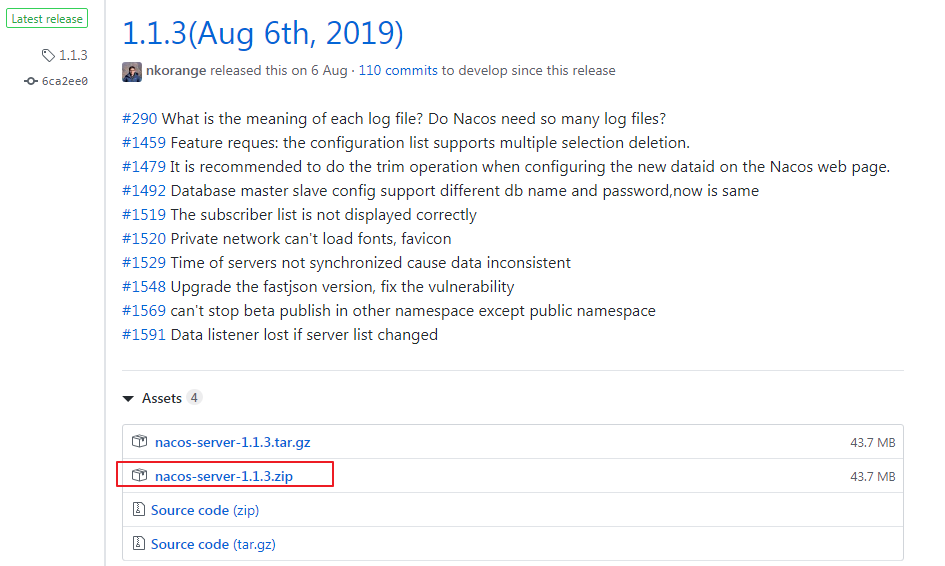 Latest release
1.1.3
6ca2ee0
1.1.3(Aug 6th, 2019)
nkorange released this on 6 Aug · 110 commits to develop since this release
#290 What is the meaning of each log file? Do Nacos need so many log files?
#1459 Feature reques: the configuration list supports multiple selection deletion.
#1479 It is recommended to do the trim operation when configuring the new dataid on the Nacos web page.
#1492 Database master slave config support different db name and password,now is same
#1519 The subscriber list is not displayed correctly
#1520 Private network can't load fonts, favicon
#1529 Time of servers not synchronized cause data inconsistent
#1548 Upgrade the fastjson version, fix the vulnerability
#1569 can't stop beta publish in other namespace except public namespace
#1591 Data listener lost if server list changed
Assets 4
nacos-server-1.1.3.tar.gz 43.7 MB
nacos-server-1.1.3.zip 43.7 MB
Source code (zip)
Source code (tar.gz)